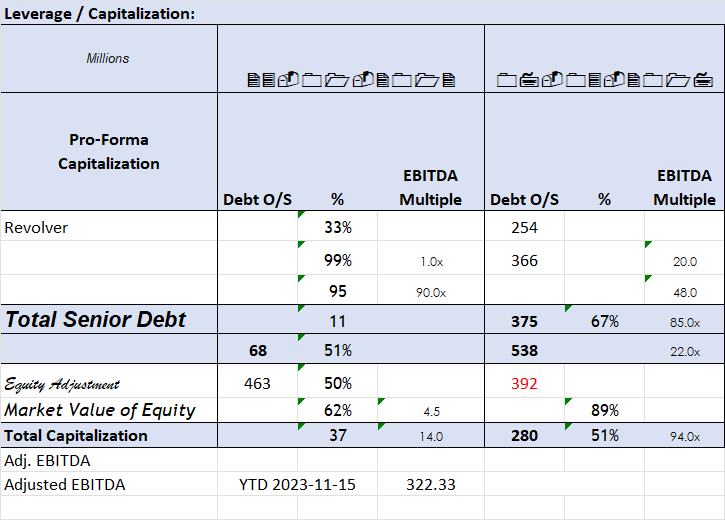 Leverage / Capitalization:
Millions
Pro-Forma
Capitalization
Debt O/S % EBITDA
Multiple Debt O/S % EBITDA
Multiple
Revolver 33% 254
99% 1.0x 366 20.0
95 90.0x 48.0
Total Senior Debt 11 375 67% 85.0x
68 51% 538 22.0x
Equity Adjustment 463 50% 392
Market Value of Equity 62% 4.5 89%
Total Capitalization 37 14.0 280 51% 94.0x
Adj. EBITDA
Adjusted EBITDA YTD 2023-11-15 322.33